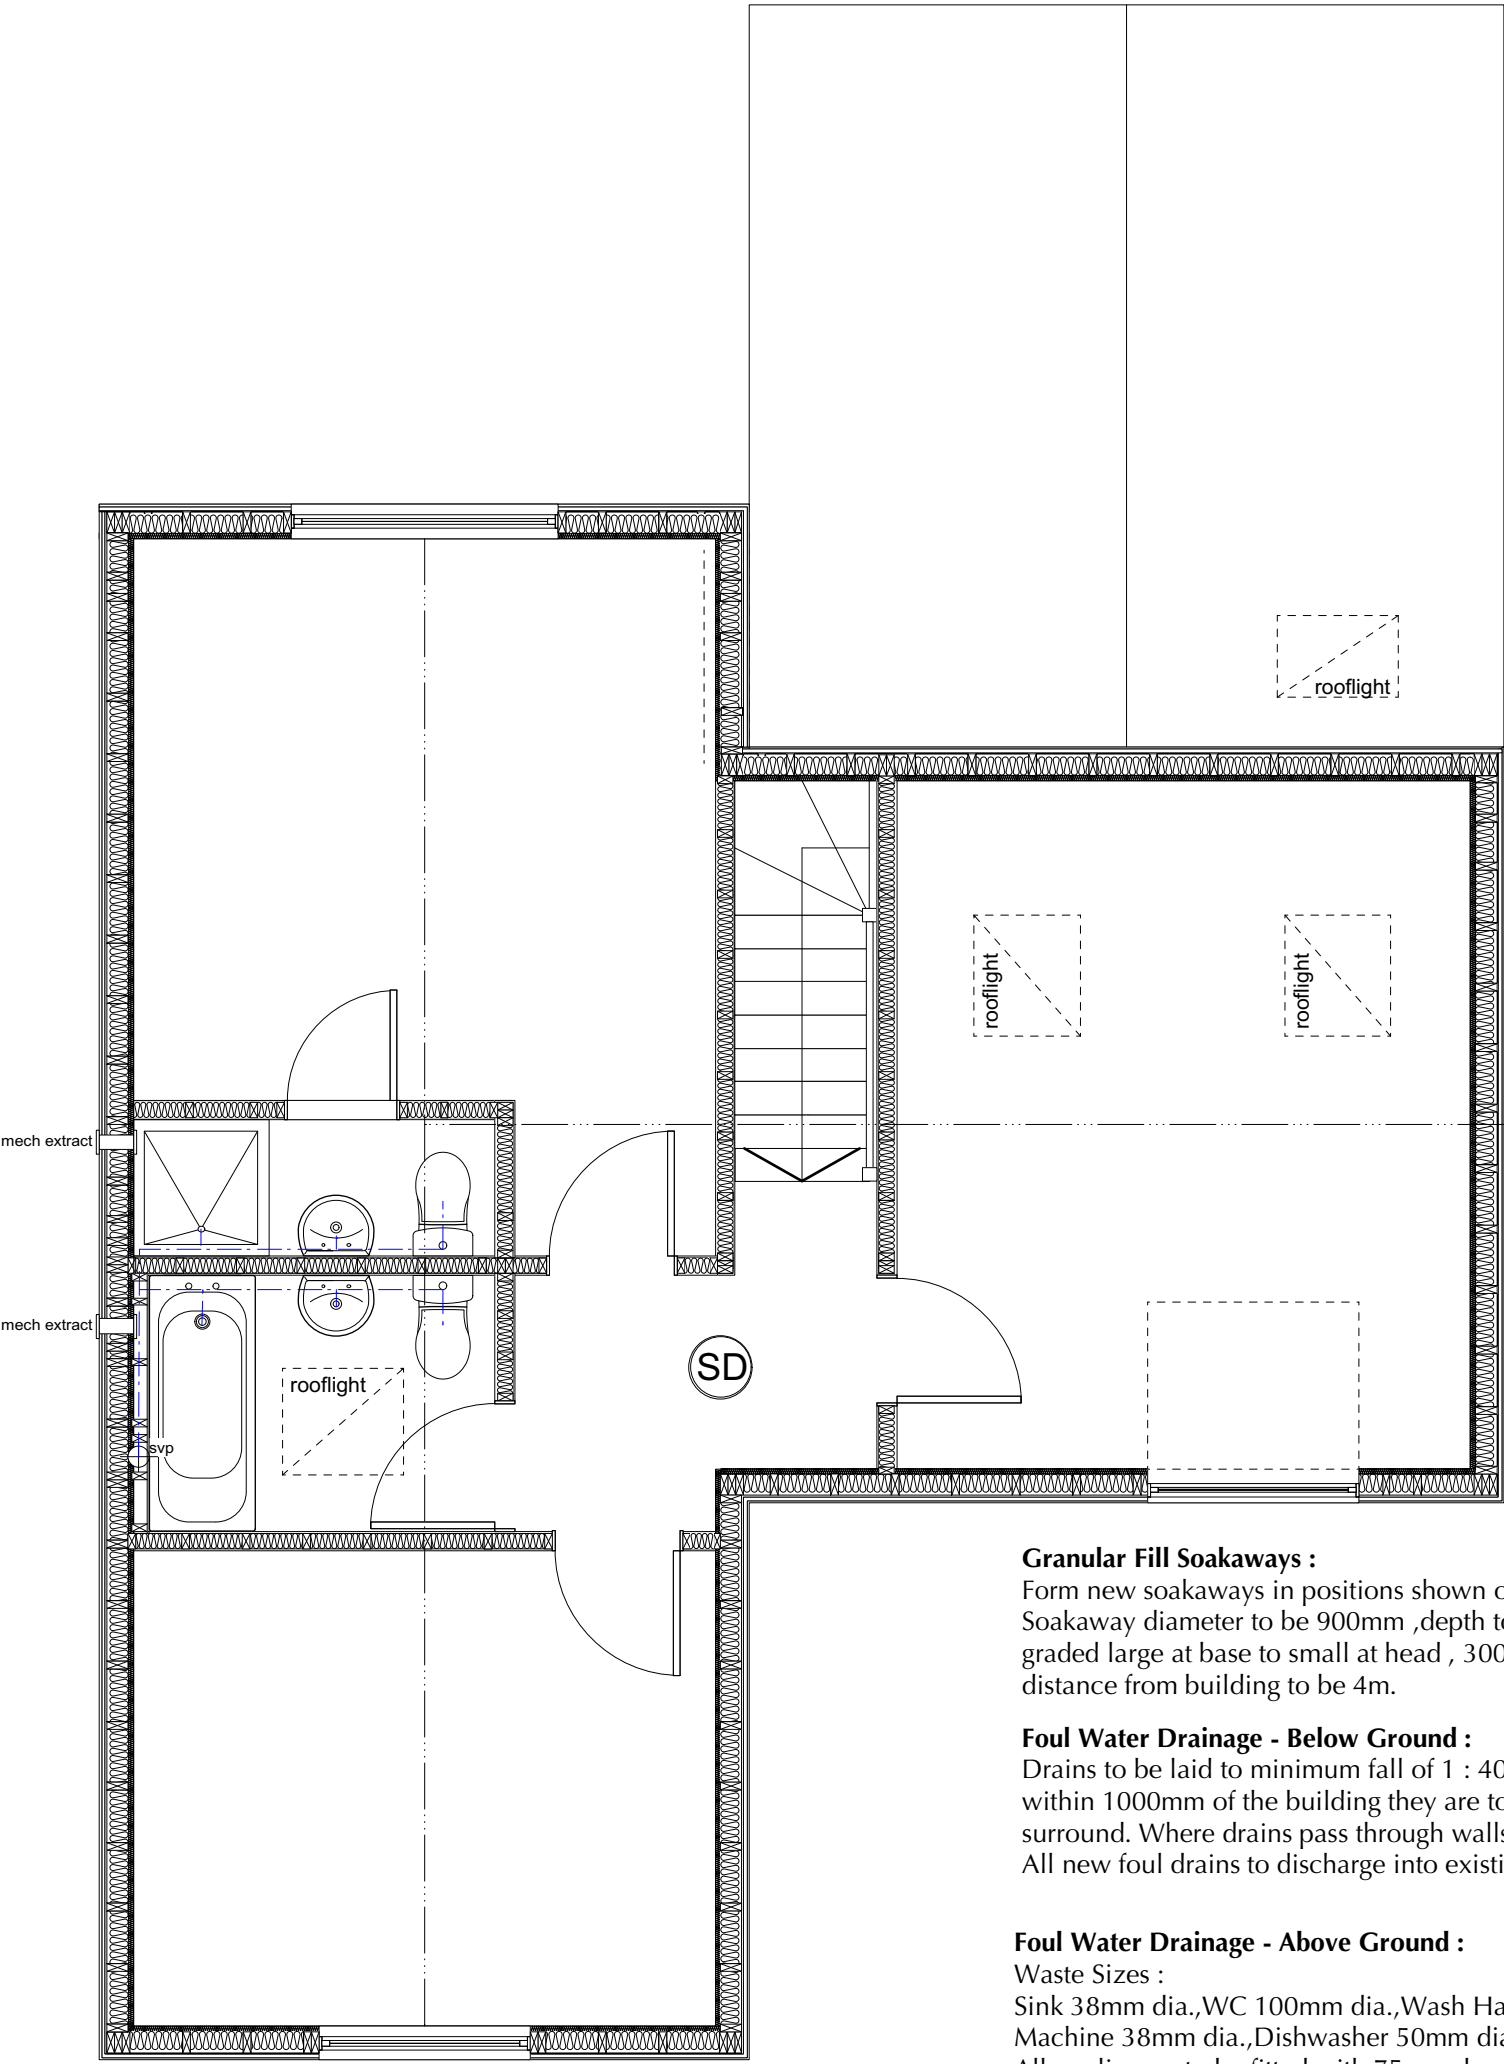 rooflight
rooflight
rooflight
mech extract
mech extract
SD
rooflight
svp
Granular Fill Soakaways :
Form new soakaways in positions shown
Soakaway diameter to be 900mm ,depth
graded large at base to small at head , 300
distance from building to be 4m.
Foul Water Drainage - Below Ground :
Drains to be laid to minimum fall of 1 : 40
within 1000mm of the building they are to
surround. Where drains pass through walls
All new foul drains to discharge into
Foul Water Drainage - Above Ground :
Waste Sizes :
Sink 38mm dia.,WC 100mm dia.,Wash
Machine 38mm dia.,Dishwasher 50mm